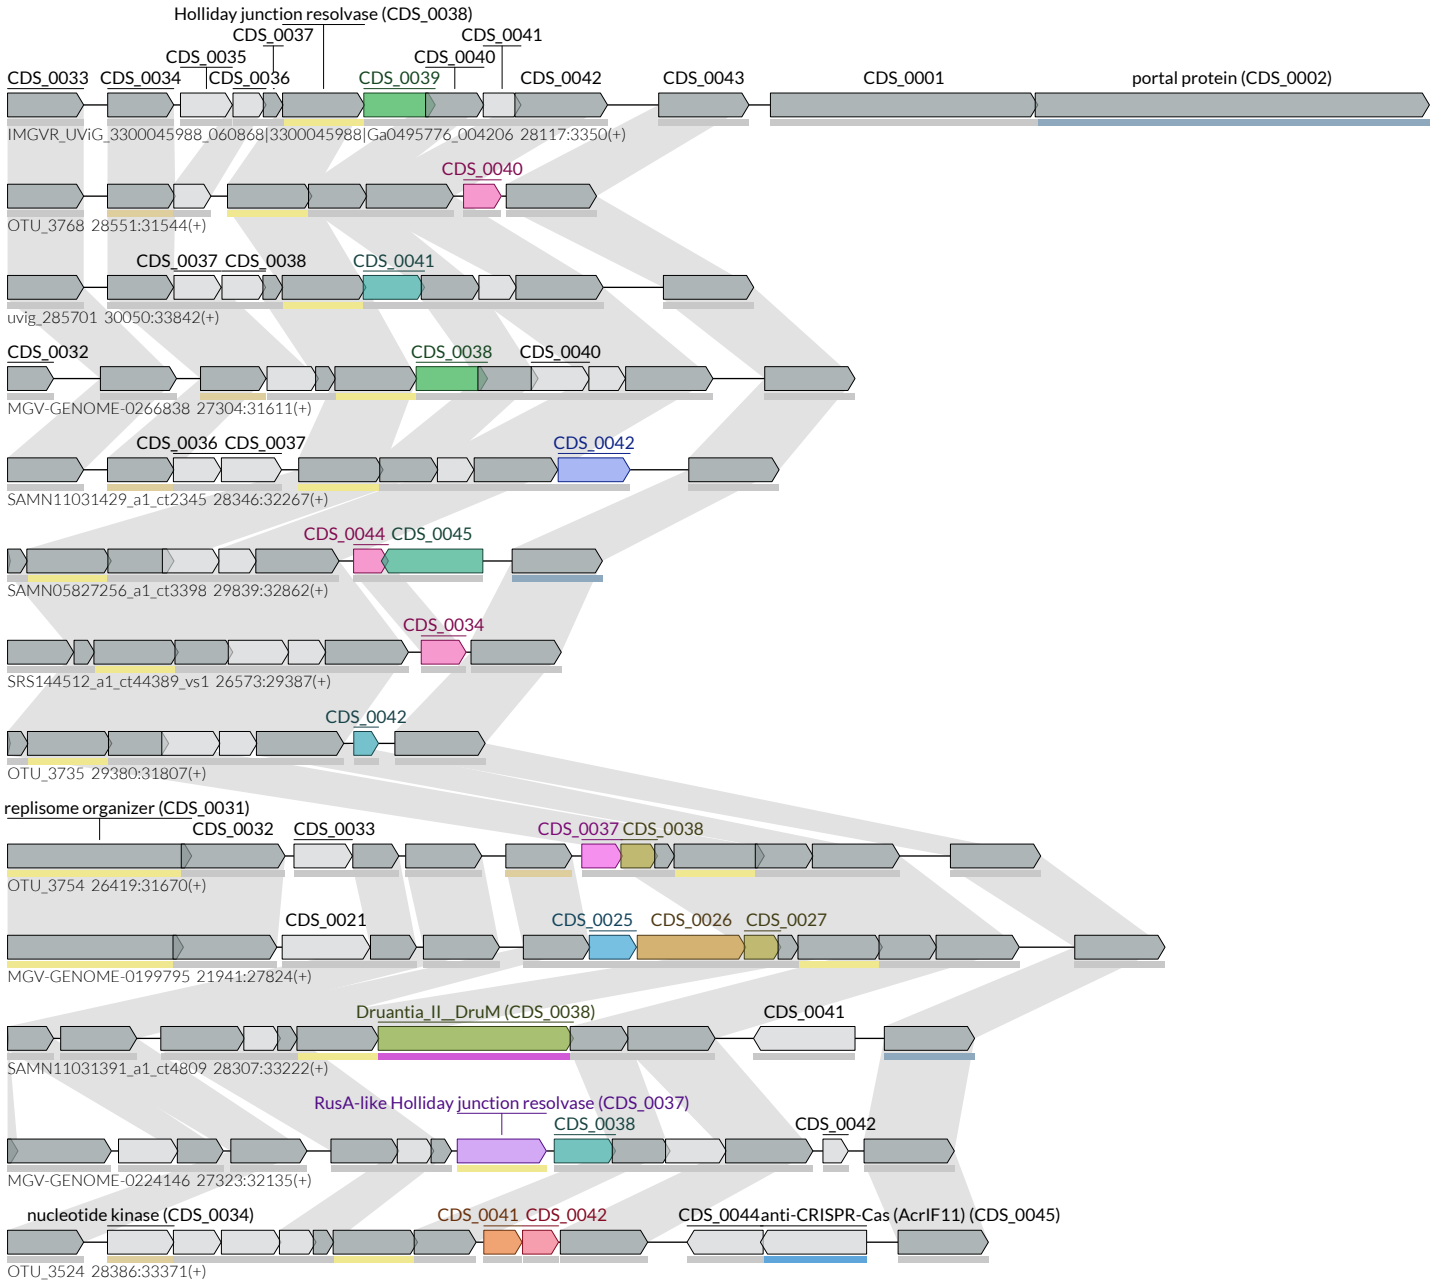 Holliday junction resolvase (CDS_0038)
CDS_0037 CDS_0041
CDS_0035 CDS_0040
CDS_0033 CDS_0034 CDS_0036 CDS_0039 CDS_0042 CDS_0043 CDS_0001 portal protein (CDS_0002)
IMGVR_UViG_3300045988_060868|3300045988|Ga0495776_004206 28117:3350(+)
CDS_0040
OTU_3768 28551:31544(+)
CDS_0037 CDS_0038 CDS_0041
uvig_285701 30050:33842(+)
CDS_0032 CDS_0038 CDS_0040
MGV-GENOME-0266838 27304:31611(+)
CDS_0036 CDS_0037 CDS_0042
SAMN11031429_a1_ct2345 28346:32267(+)
CDS_0044 CDS_0045
SAMN05827256_a1_ct3398 29839:32862(+)
CDS_0034
SRS144512_a1_ct44389_vs1 26573:29387(+)
CDS_0042
OTU_3735 29380:31807(+)
replisome organizer (CDS_0031)
CDS_0032 CDS_0033 CDS_0037 CDS_0038
OTU_3754 26419:31670(+)
CDS_0021 CDS_0025 CDS_0026 CDS_0027
MGV-GENOME-0199795 21941:27824(+)
Druantia_II__DruM (CDS_0038) CDS_0041
SAMN11031391_a1_ct4809 28307:33222(+)
RusA-like Holliday junction resolvase (CDS_0037)
CDS_0038 CDS_0042
MGV-GENOME-0224146 27323:32135(+)
nucleotide kinase (CDS_0034) CDS_0041 CDS_0042 CDS_0044 anti-CRISPR-Cas (AcrIF11) (CDS_0045)
OTU_3524 28386:33371(+)